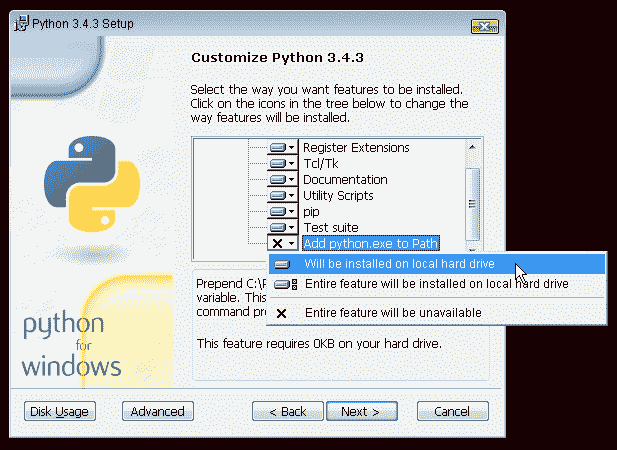 Python 3.4.3 Setup
Customize Python 3.4.3
Select the way you want features to be installed.
Click on the icons in the tree below to change the
way features will be installed.
Register Extensions
Tcl/Tk
Documentation
Utility Scripts
pip
Test suite
Add python.exe to Path
Will be installed on local hard drive
Entire feature will be installed on local hard drive
Entire feature will be unavailable
Prepend C:\
variable. This
command
This feature requires 0KB on your hard drive.
python
for
windows
Disk Usage
Advanced
< Back
Next >
Cancel